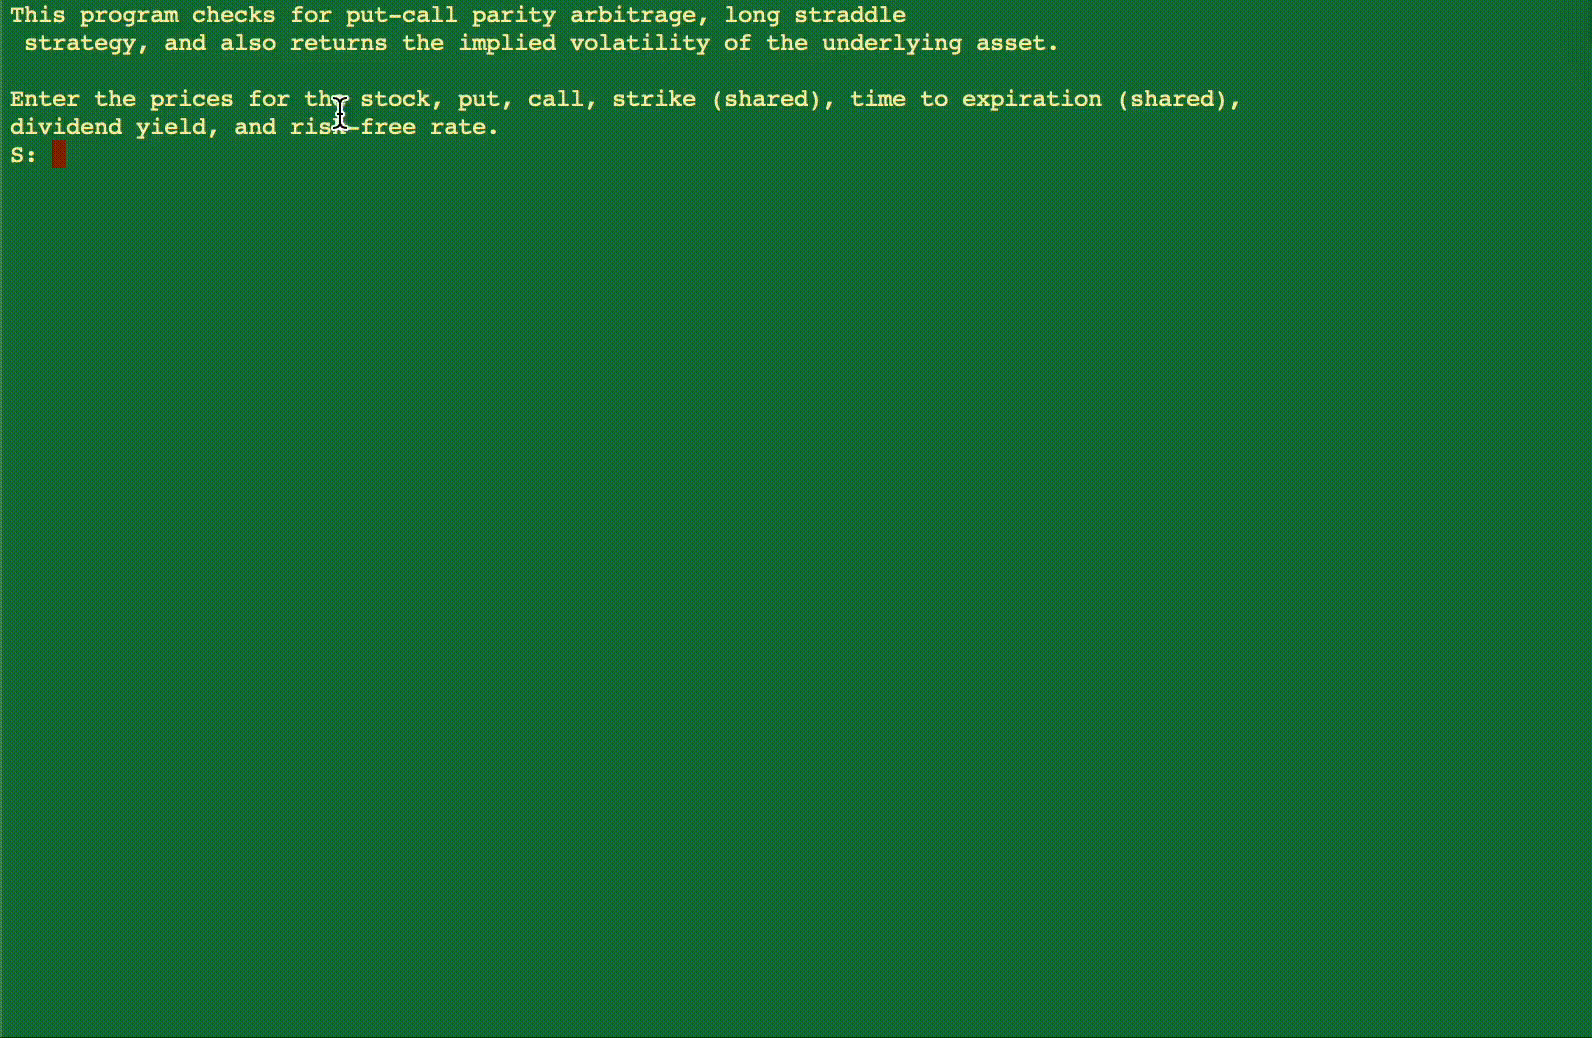 This program checks for put-call parity arbitrage, long straddle
strategy, and also returns the implied volatility of the underlying asset.
Enter the prices for the stock, put, call, strike (shared), time to expiration (shared),
dividend yield, and risk-free rate.
S: